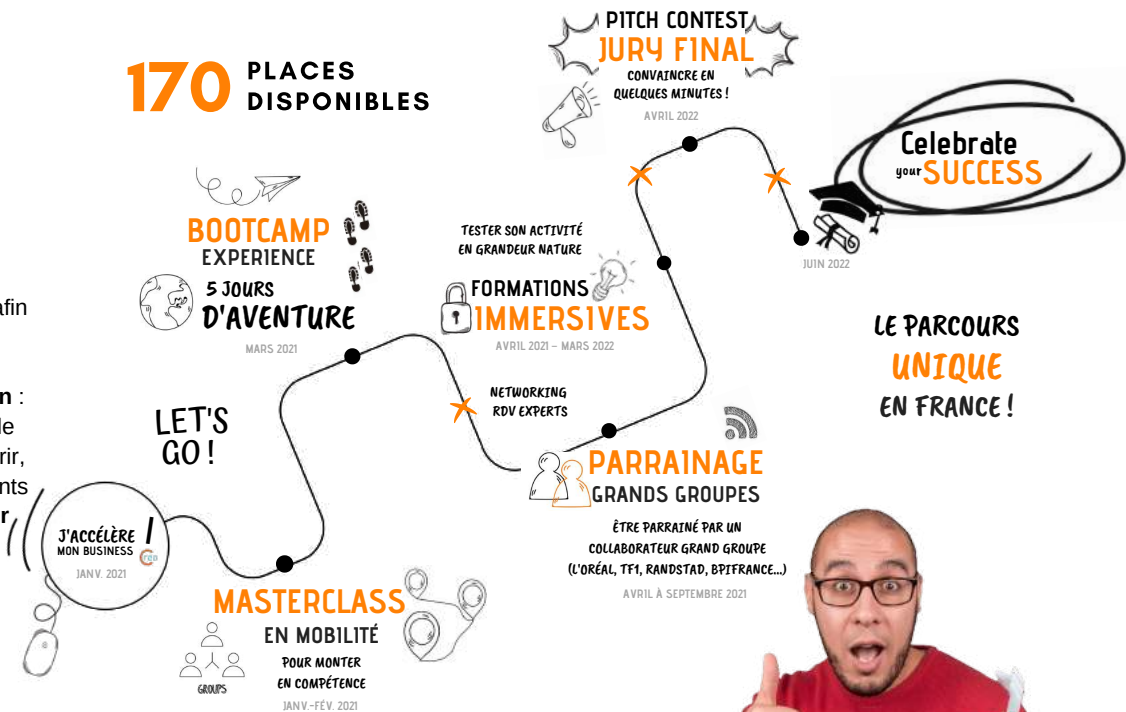 170 PLACES
DISPONIBLES
PITCH CONTEST
JURY FINAL
CONVAINCRE EN
QUELQUES MINUTES !
AVRIL 2022
Celebrate
your SUCCESS
JUIN 2022
BOOTCAMP
EXPERIENCE
5 JOURS
D'AVENTURE
MARS 2021
TESTER SON ACTIVITÉ
EN GRANDEUR NATURE
FORMATIONS
IMMERSIVES
AVRIL 2021 – MARS 2022
LE PARCOURS
UNIQUE
EN FRANCE !
afin
n :
le
rir,
nts
r
NETWORKING
RDV EXPERTS
LET'S
GO !
PARRAINAGE
GRANDS GROUPES
ÊTRE PARRAINÉ PAR UN
COLLABORATEUR GRAND GROUPE
(L'ORÉAL, TF1, RANDSTAD, BPIFRANCE...)
AVRIL À SEPTEMBRE 2021
J'ACCÉLÈRE
MON BUSINESS
JANV. 2021
MASTERCLASS
EN MOBILITÉ
POUR MONTER
EN COMPÉTENCE
JANV.-FÉV. 2021
GROUPS